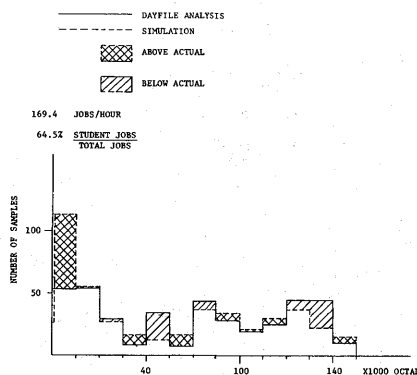 DAYFILE ANALYSIS
SIMULATION
ABOVE ACTUAL
BELOW ACTUAL
169.4 JOBS/HOUR
64.5% STUDENT JOBS
TOTAL JOBS
NUMBER OF SAMPLES
100
50
40 100 140 X1000 OCTAL